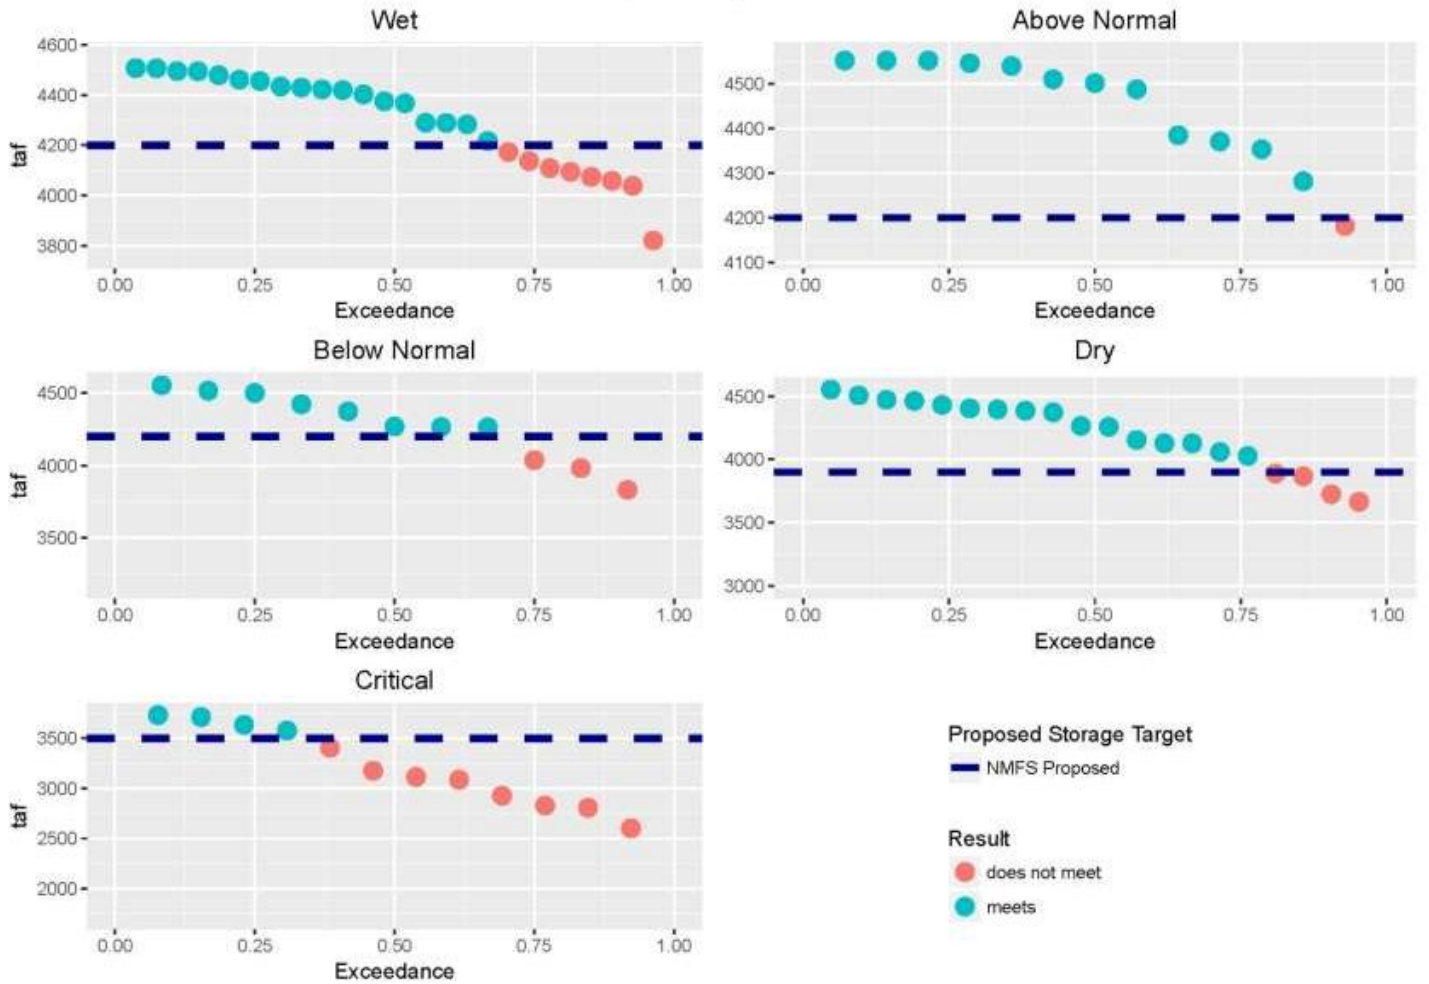 Wet
4600
4400
4200
4000
3800
taf
0.00 0.25 0.50 0.75 1.00
Exceedance
Above Normal
4500
4400
4300
4200
4100
0.00 0.25 0.50 0.75 1.00
Exceedance
Below Normal
4500
4000
3500
taf
0.00 0.25 0.50 0.75 1.00
Exceedance
Dry
4500
4000
3500
3000
0.00 0.25 0.50 0.75 1.00
Exceedance
Critical
3500
3000
2500
2000
taf
0.00 0.25 0.50 0.75 1.00
Exceedance
Proposed Storage Target
NMFS Proposed
Result
does not meet
meets